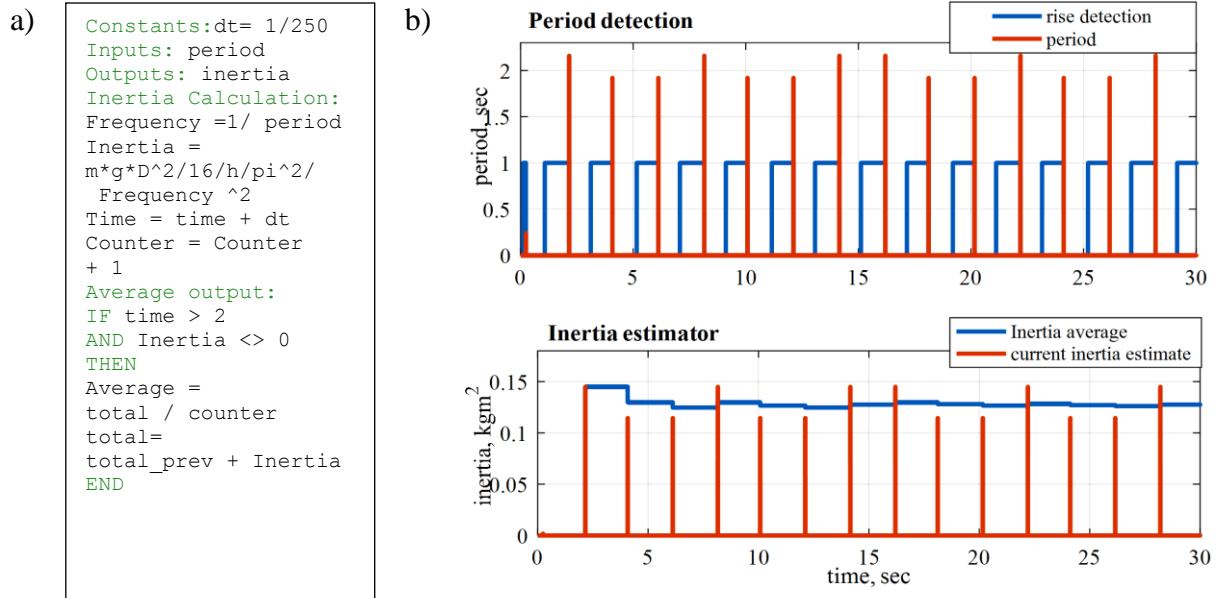 a)
Constants:dt= 1/250
Inputs: period
Outputs: inertia
Inertia Calculation:
Frequency =1/ period
Inertia =
m*g*D^2/16/h/pi^2/
Frequency ^2
Time = time + dt
Counter = Counter
+ 1
Average output:
IF time > 2
AND Inertia <> 0
THEN
Average =
total / counter
total=
total_prev + Inertia
END
b)
Period detection
rise detection
period
period, sec
2
1.5
1
0.5
0
0 5 10 15 20 25 30
Inertia estimator
Inertia average
current inertia estimate
inertia, kgm2
0.15
0.1
0.05
0
0 5 10 15 20 25 30
time, sec